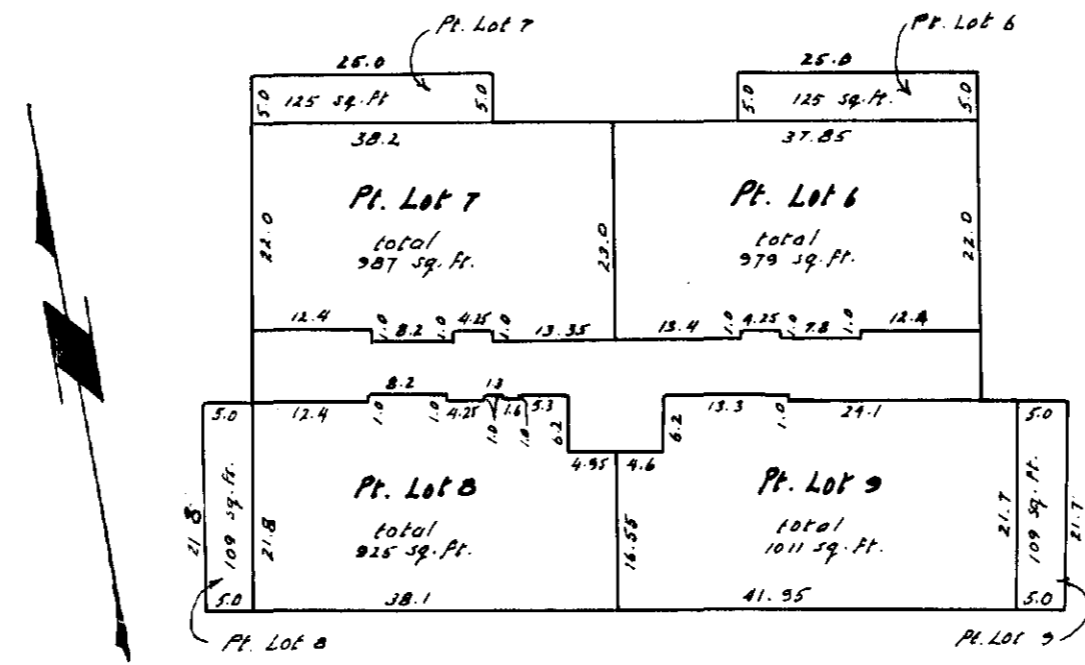 Pt. Lot 7
Pt. Lot 6
25.0
25.0
5.0
125 sq.ft
5.0
5.0
125 sq.ft.
5.0
38.2
37.85
Pt. Lot 7
Pt. Lot 6
total
987 sq.ft.
total
979 sq.ft.
22.0
23.0
22.0
12.4
1.0
8.2
1.0
4.25
1.0
13.35
13.4
1.0
4.25
1.0
7.8
1.0
12.4
8.2
13
5.0
12.4
1.0
1.0
4.25
1.0
1.6
1.0
5.3
6.2
6.2
13.3
1.0
24.1
5.0
4.95
4.6
Pt. Lot 8
Pt. Lot 9
total
925 sq.ft.
total
1011 sq.ft.
21.8
109 sq.ft.
21.8
16.55
21.7
109 sq.ft.
21.7
5.0
38.1
41.95
5.0
Pt. Lot 8
Pt. Lot 9